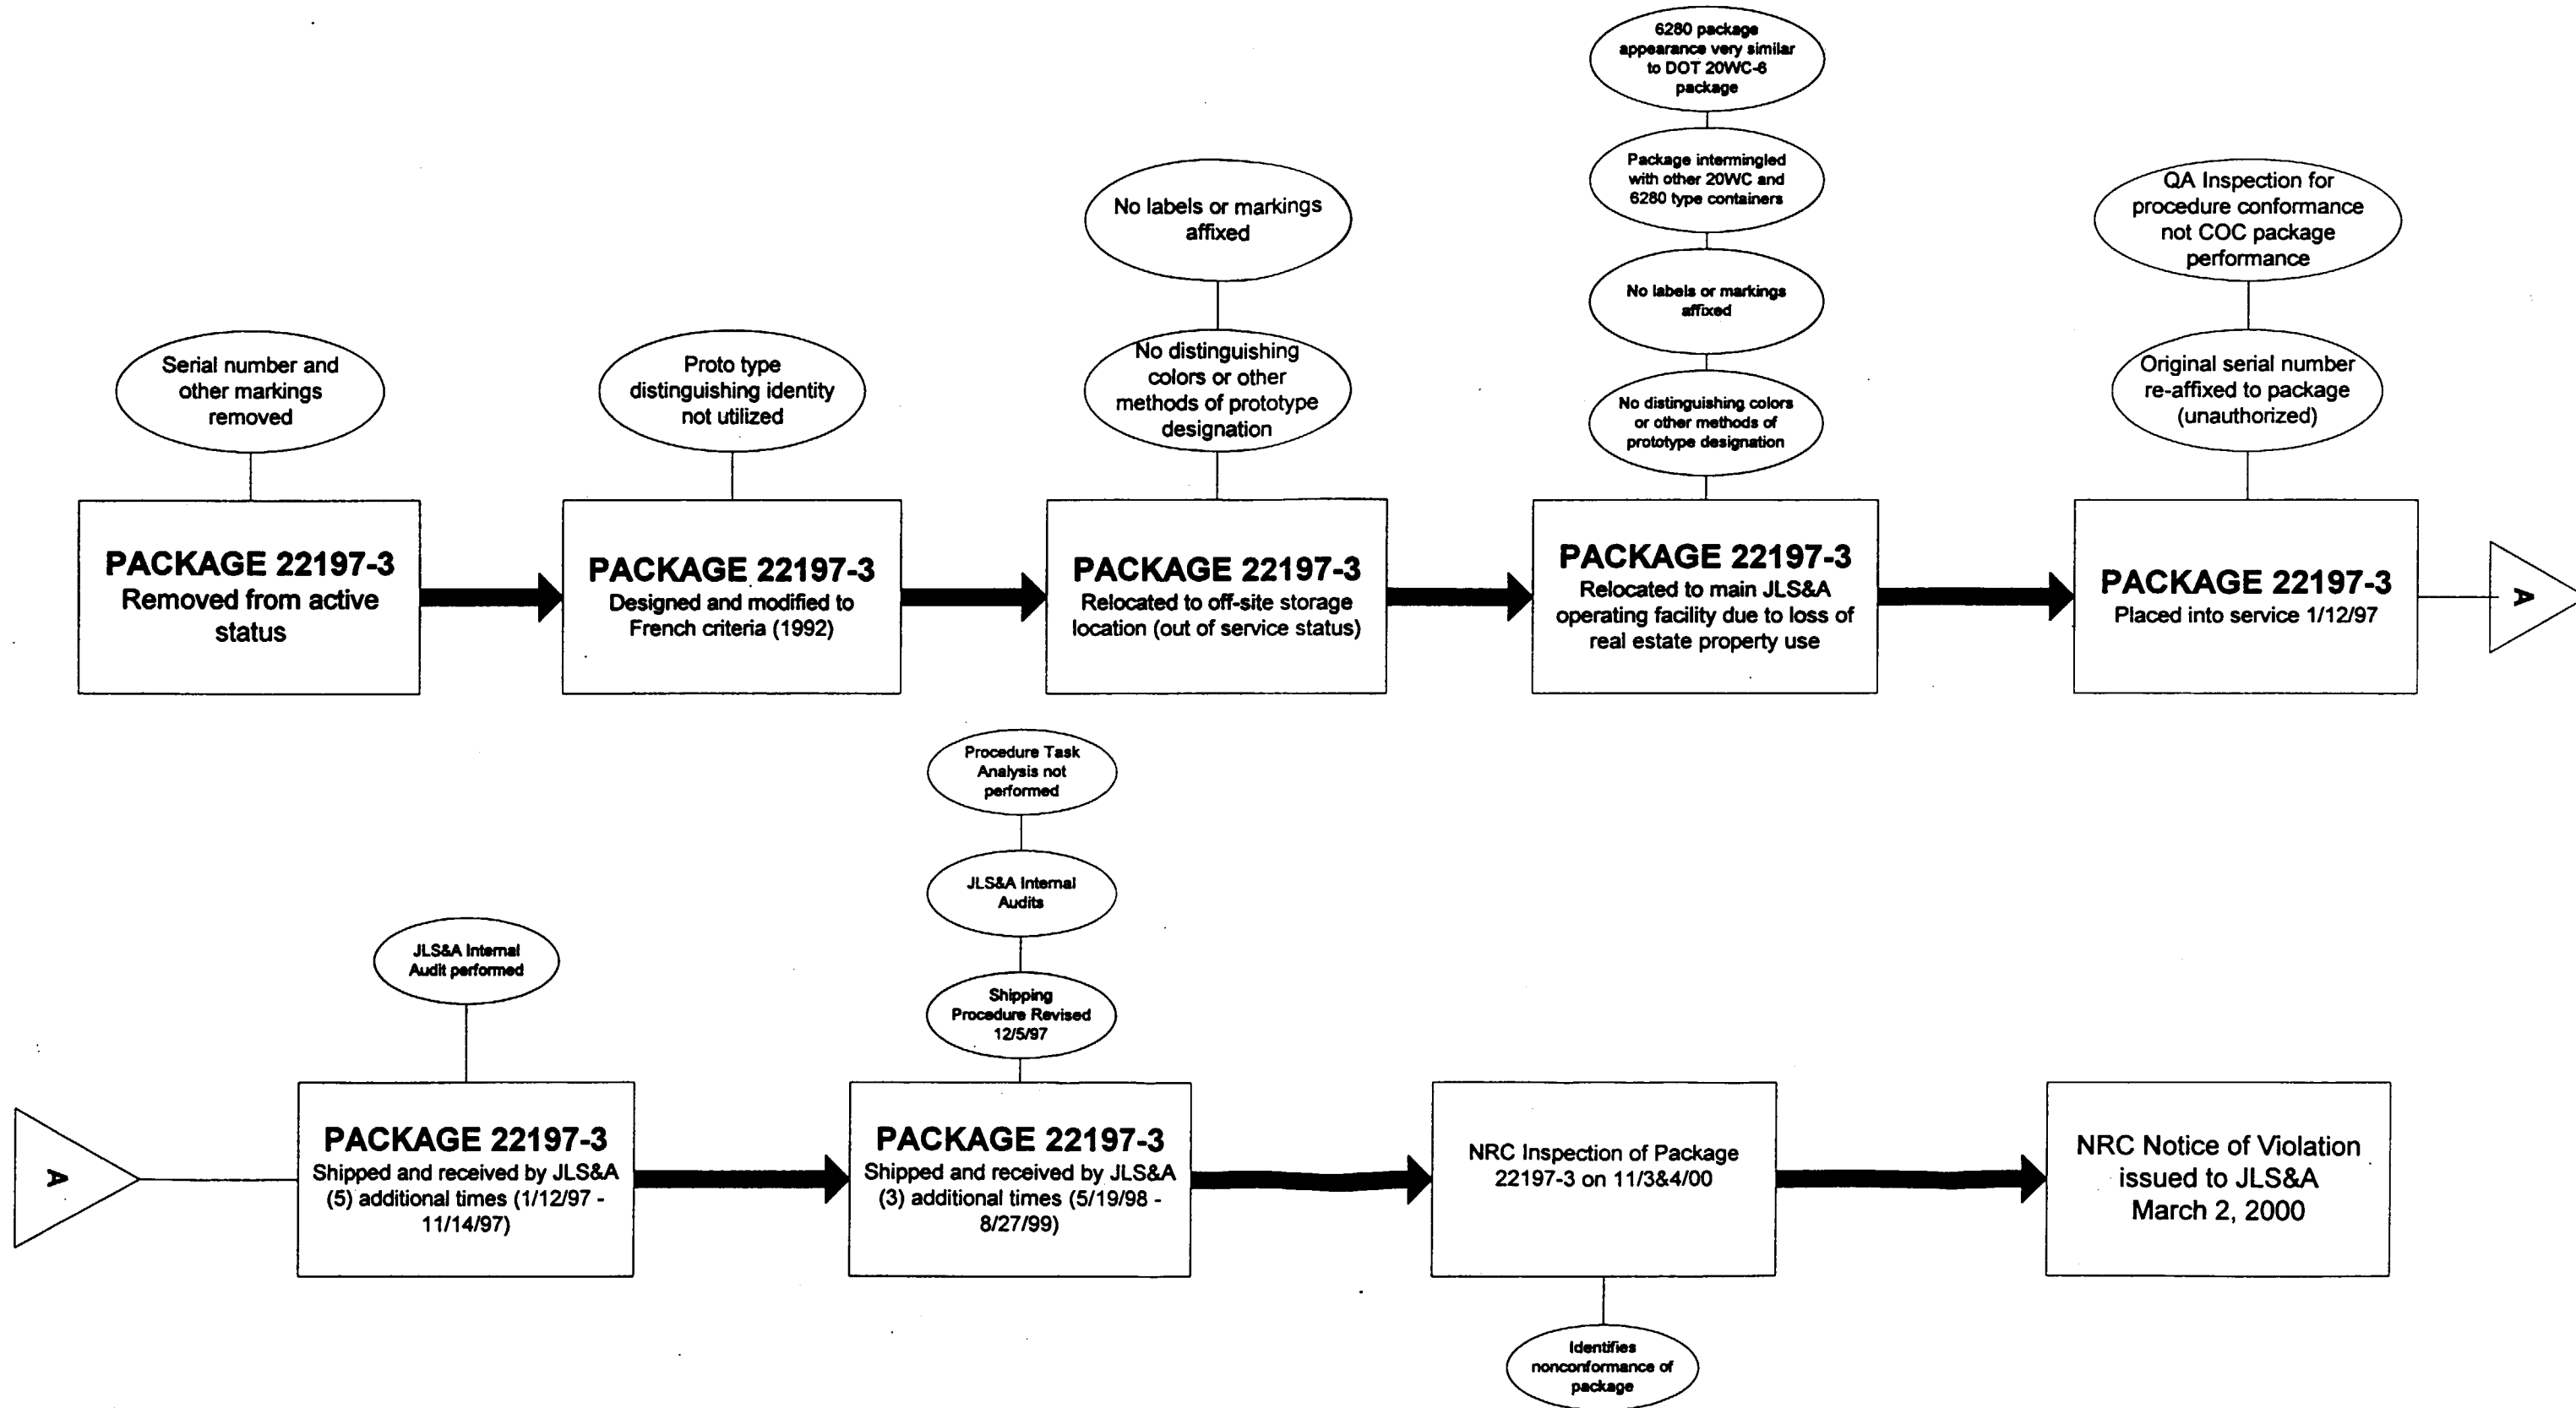 6280 package
appearance very similar
to DOT 20WC-6
package
Package intermingled
with other 20WC and
6280 type containers
No labels or markings
affixed
No distinguishing colors
or other methods of
prototype designation
No labels or markings
affixed
No distinguishing
colors or other
methods of prototype
designation
QA Inspection for
procedure conformance
not COC package
performance
Original serial number
re-affixed to package
(unauthorized)
Serial number and
other markings
removed
Proto type
distinguishing identity
not utilized
PACKAGE 22197-3
Removed from active
status
PACKAGE 22197-3
Designed and modified to
French criteria (1992)
PACKAGE 22197-3
Relocated to off-site storage
location (out of service status)
PACKAGE 22197-3
Relocated to main JLS&A
operating facility due to loss of
real estate property use
PACKAGE 22197-3
Placed into service 1/12/97
A
Procedure Task
Analysis not
performed
JLS&A Internal
Audits
Shipping
Procedure Revised
12/5/97
JLS&A Internal
Audit performed
A
PACKAGE 22197-3
Shipped and received by JLS&A
(5) additional times (1/12/97 -
11/14/97)
PACKAGE 22197-3
Shipped and received by JLS&A
(3) additional times (5/19/98 -
8/27/99)
NRC Inspection of Package
22197-3 on 11/3&4/00
NRC Notice of Violation
issued to JLS&A
March 2, 2000
Identifies
nonconformance of
package